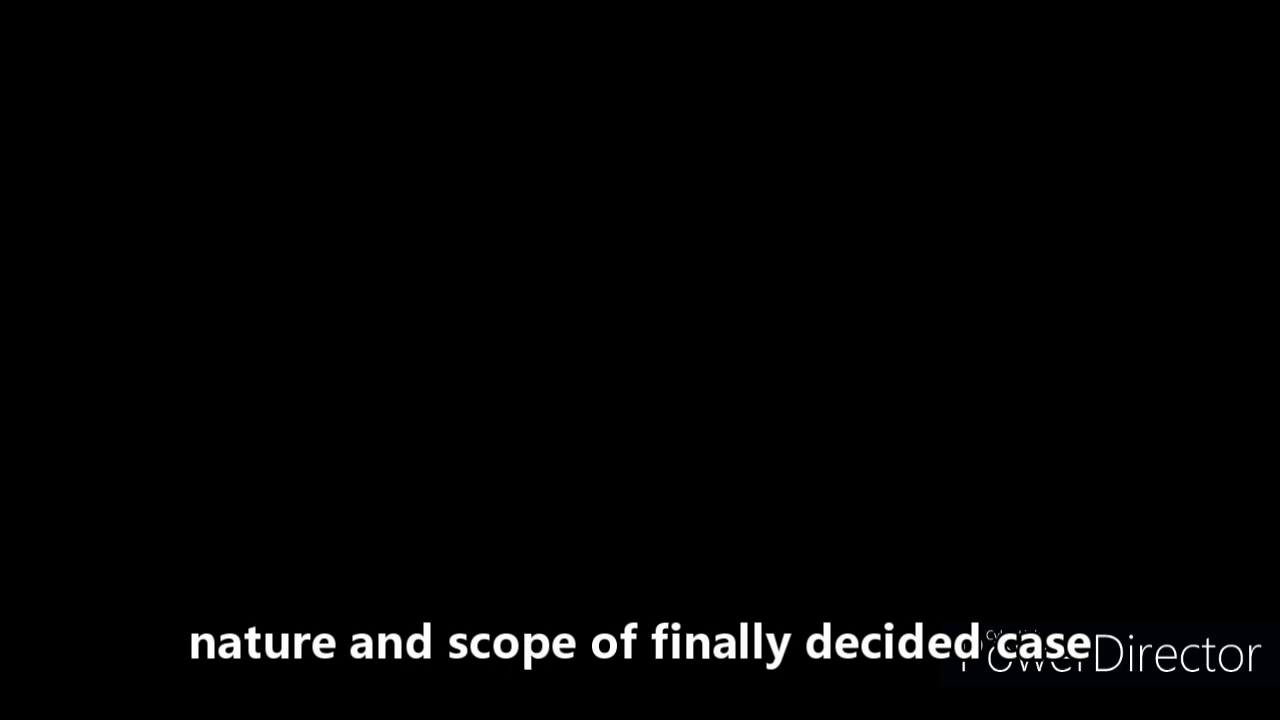 nature and scope of finally decided case
PowerDirector